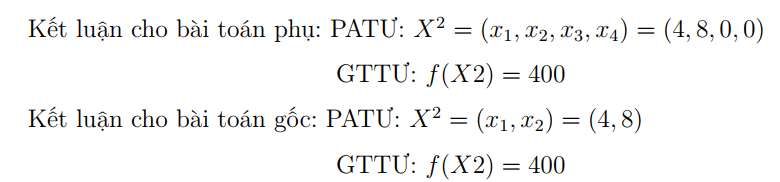 Kết luận cho bài toán phụ: PATƯ: X² = (x₁, x₂, x₃, x₄) = (4, 8, 0, 0)
GTTƯ: f(X2) = 400
Kết luận cho bài toán gốc: PATƯ: X² = (x₁, x₂) = (4, 8)
GTTƯ: f(X2) = 400